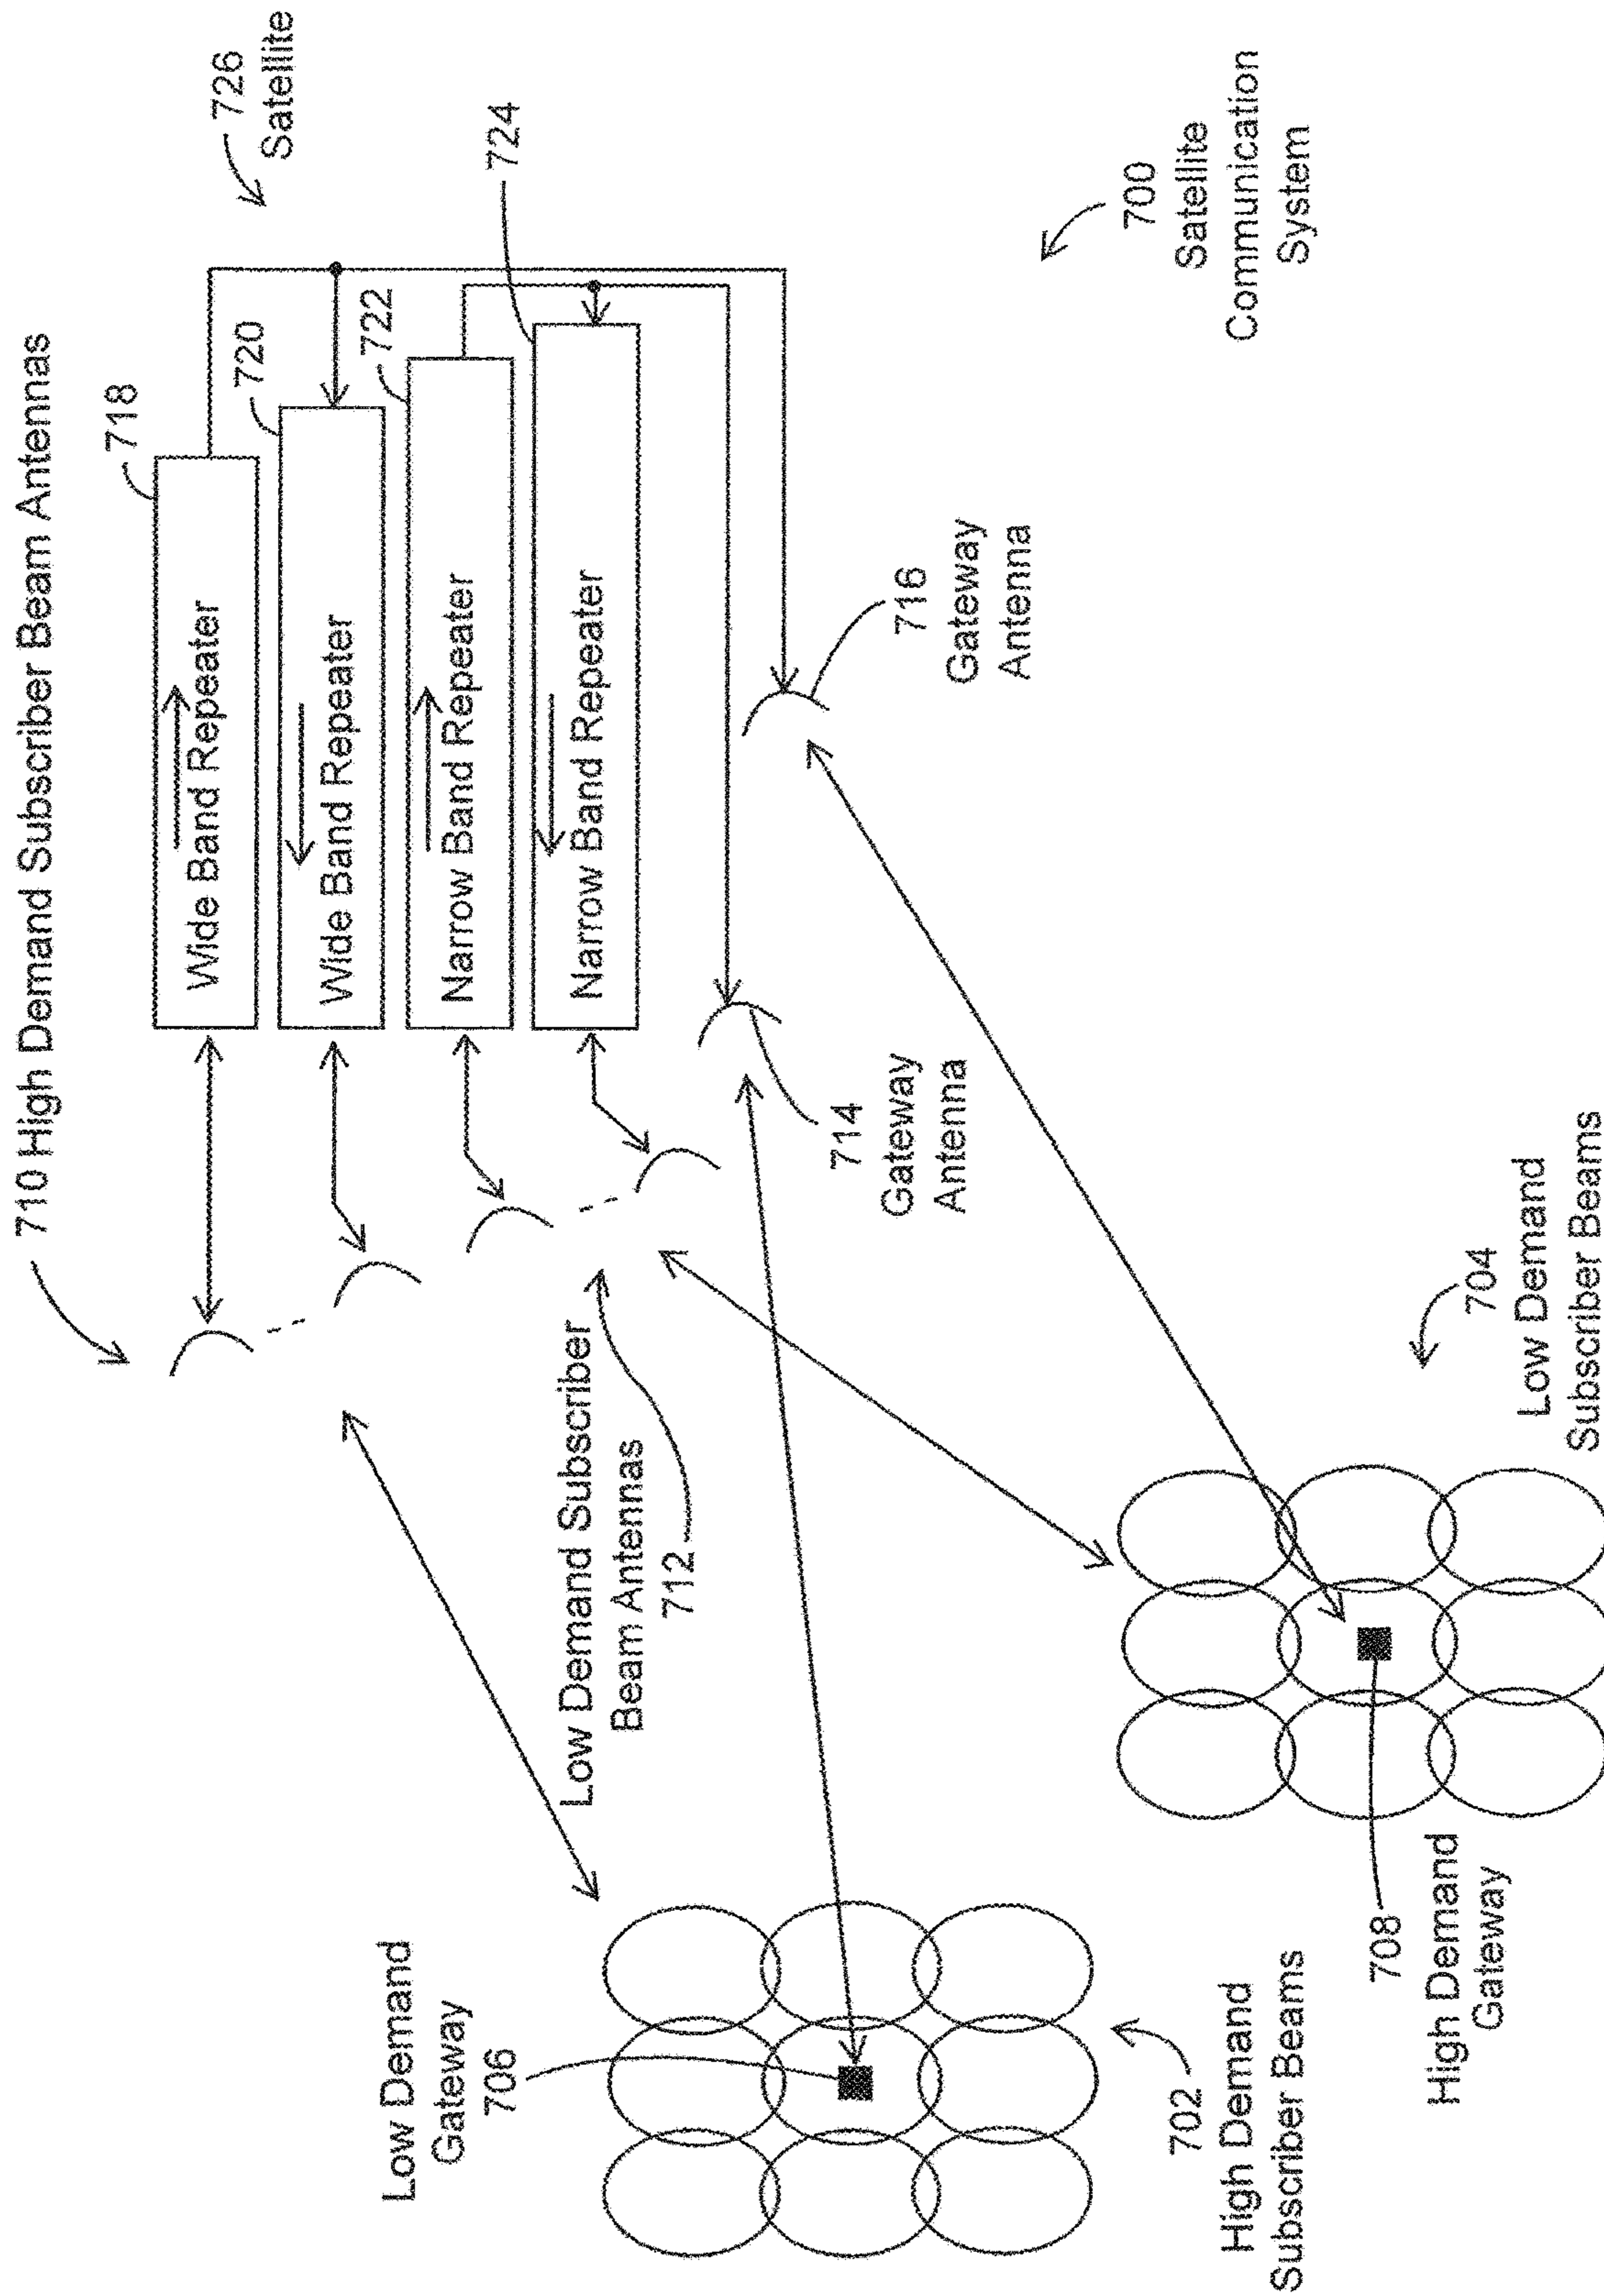 710 High Demand Subscriber Beam Antennas
718
Wide Band Repeater
726
Satellite
720
Wide Band Repeater
722
Narrow Band Repeater
724
Narrow Band Repeater
Low Demand
Gateway
706
Low Demand Subscriber
Beam Antennas
712
714
Gateway
Antenna
716
Gateway
Antenna
700
Satellite
Communication
System
702
High Demand
Subscriber Beams
708
High Demand
Gateway
704
Low Demand
Subscriber Beams